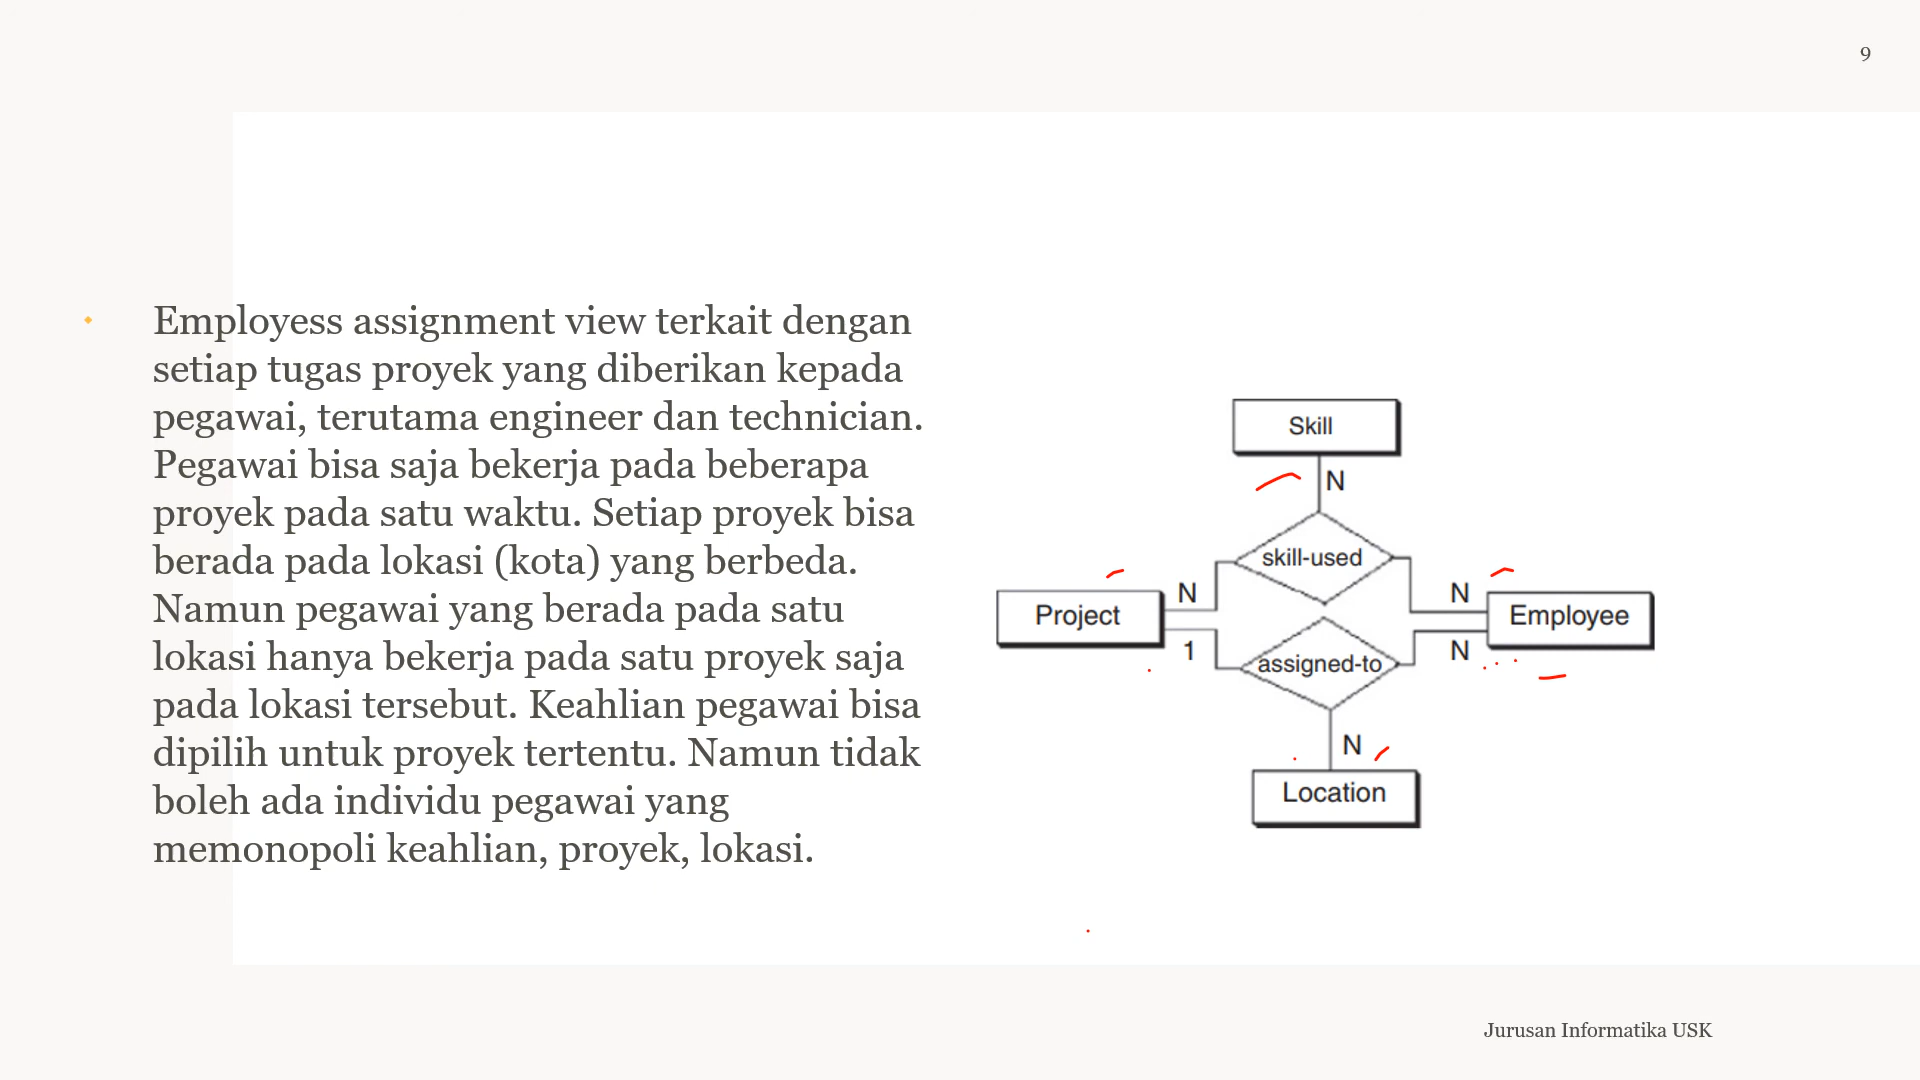 9
Employess assignment view terkait dengan
setiap tugas proyek yang diberikan kepada
pegawai, terutama engineer dan technician.
Pegawai bisa saja bekerja pada beberapa
proyek pada satu waktu. Setiap proyek bisa
berada pada lokasi (kota) yang berbeda.
Namun pegawai yang berada pada satu
lokasi hanya bekerja pada satu proyek saja
pada lokasi tersebut. Keahlian pegawai bisa
dipilih untuk proyek tertentu. Namun tidak
boleh ada individu pegawai yang
memonopoli keahlian, proyek, lokasi.
Skill
N
skill-used
N
N
Project
Employee
1
N
assigned-to
N
Location
Jurusan Informatika USK